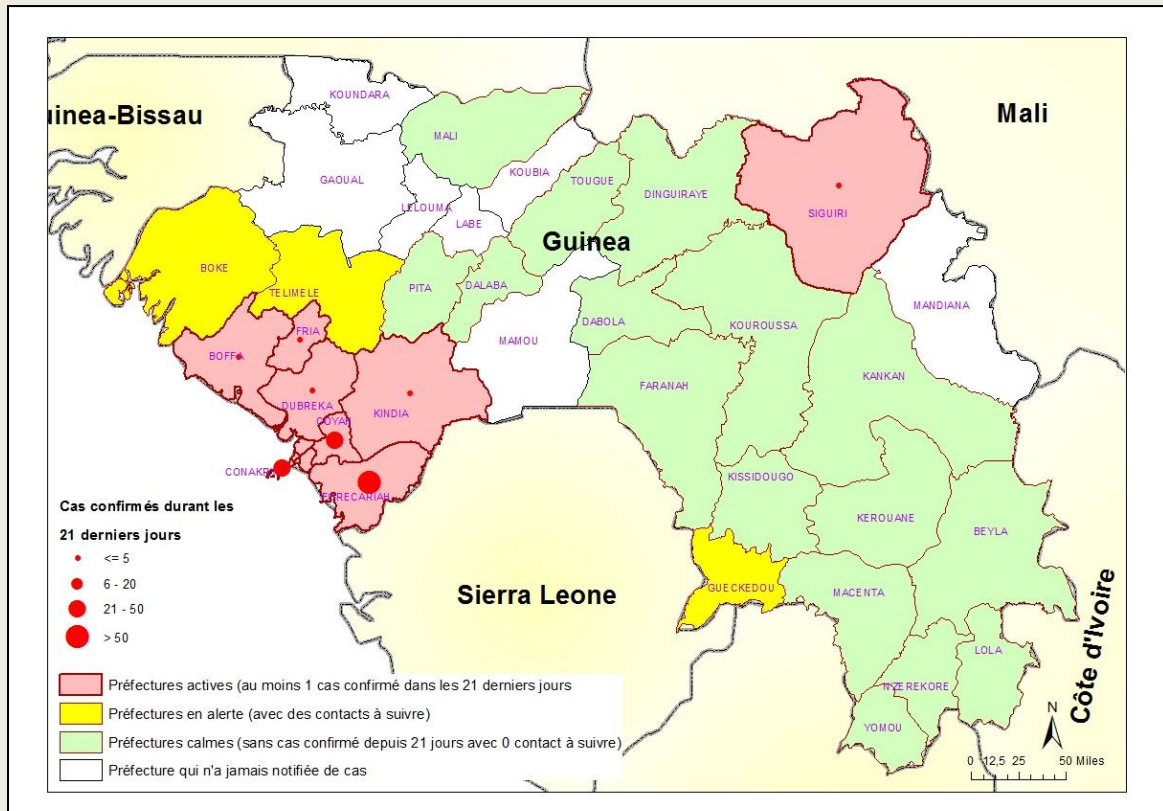 KOUNDARA
uinea-Bissau
Mali
MALI
KOUBIA
GAOUAL
TOUGUE
DINGUIRAYE
LELOUMA
LABE
SIGUIRI
Guinea
BOKE
PITA
DALABA
TELIMELE
MANDIANA
DABOLA
KOUROUSSA
FRIA
MAMOU
BOFFA
KANKAN
FARANAH
DUBREKA
KINDIA
COYAH
CONAKRY
KISSIDOUGO
FORECARIAH
KEROUANE
BEYLA
GUECKEDOU
MACENTA
Sierra Leone
LOLA
Côte d'Ivoire
N'ZEREKORE
YOMOU
Cas confirmés durant les
21 derniers jours
<= 5
6 - 20
21 - 50
> 50
Préfectures actives (au moins 1 cas confirmé dans les 21 derniers jours
Préfectures en alerte (avec des contacts à suivre)
Préfectures calmes (sans cas confirmé depuis 21 jours avec 0 contact à suivre)
Préfecture qui n'a jamais notifiée de cas
N
0 12,5 25 50 Miles